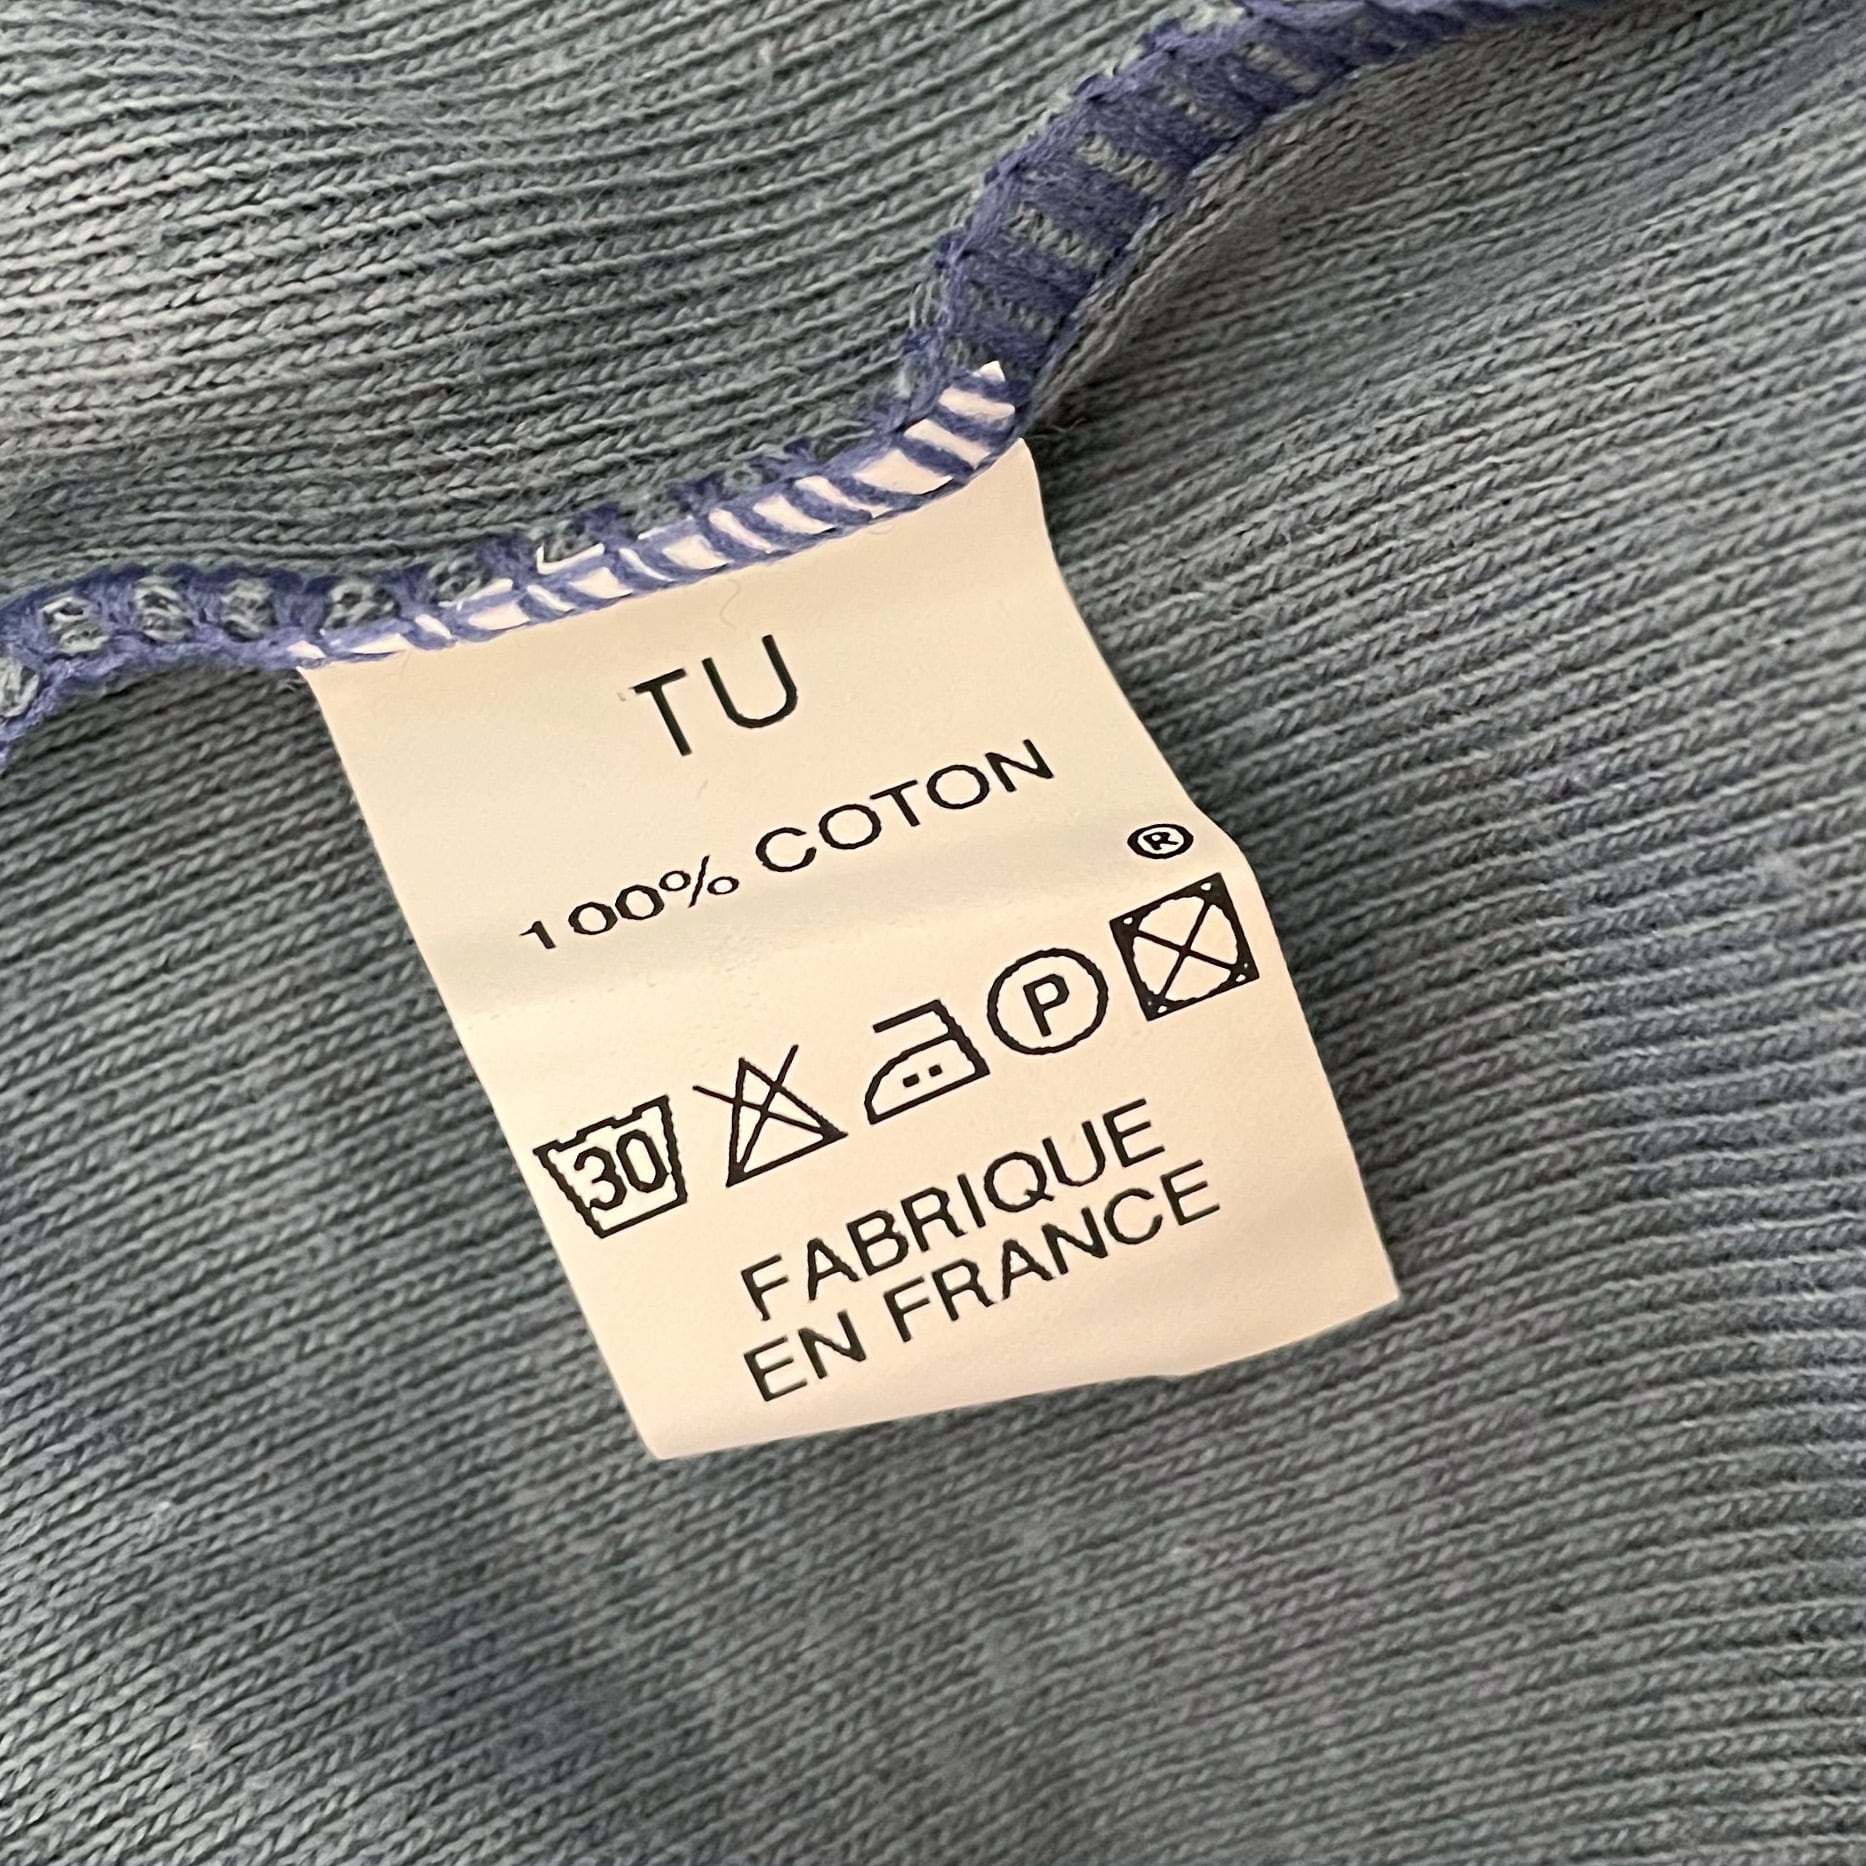 TU
100% COTON
®
30 P
FABRIQUE
EN FRANCE